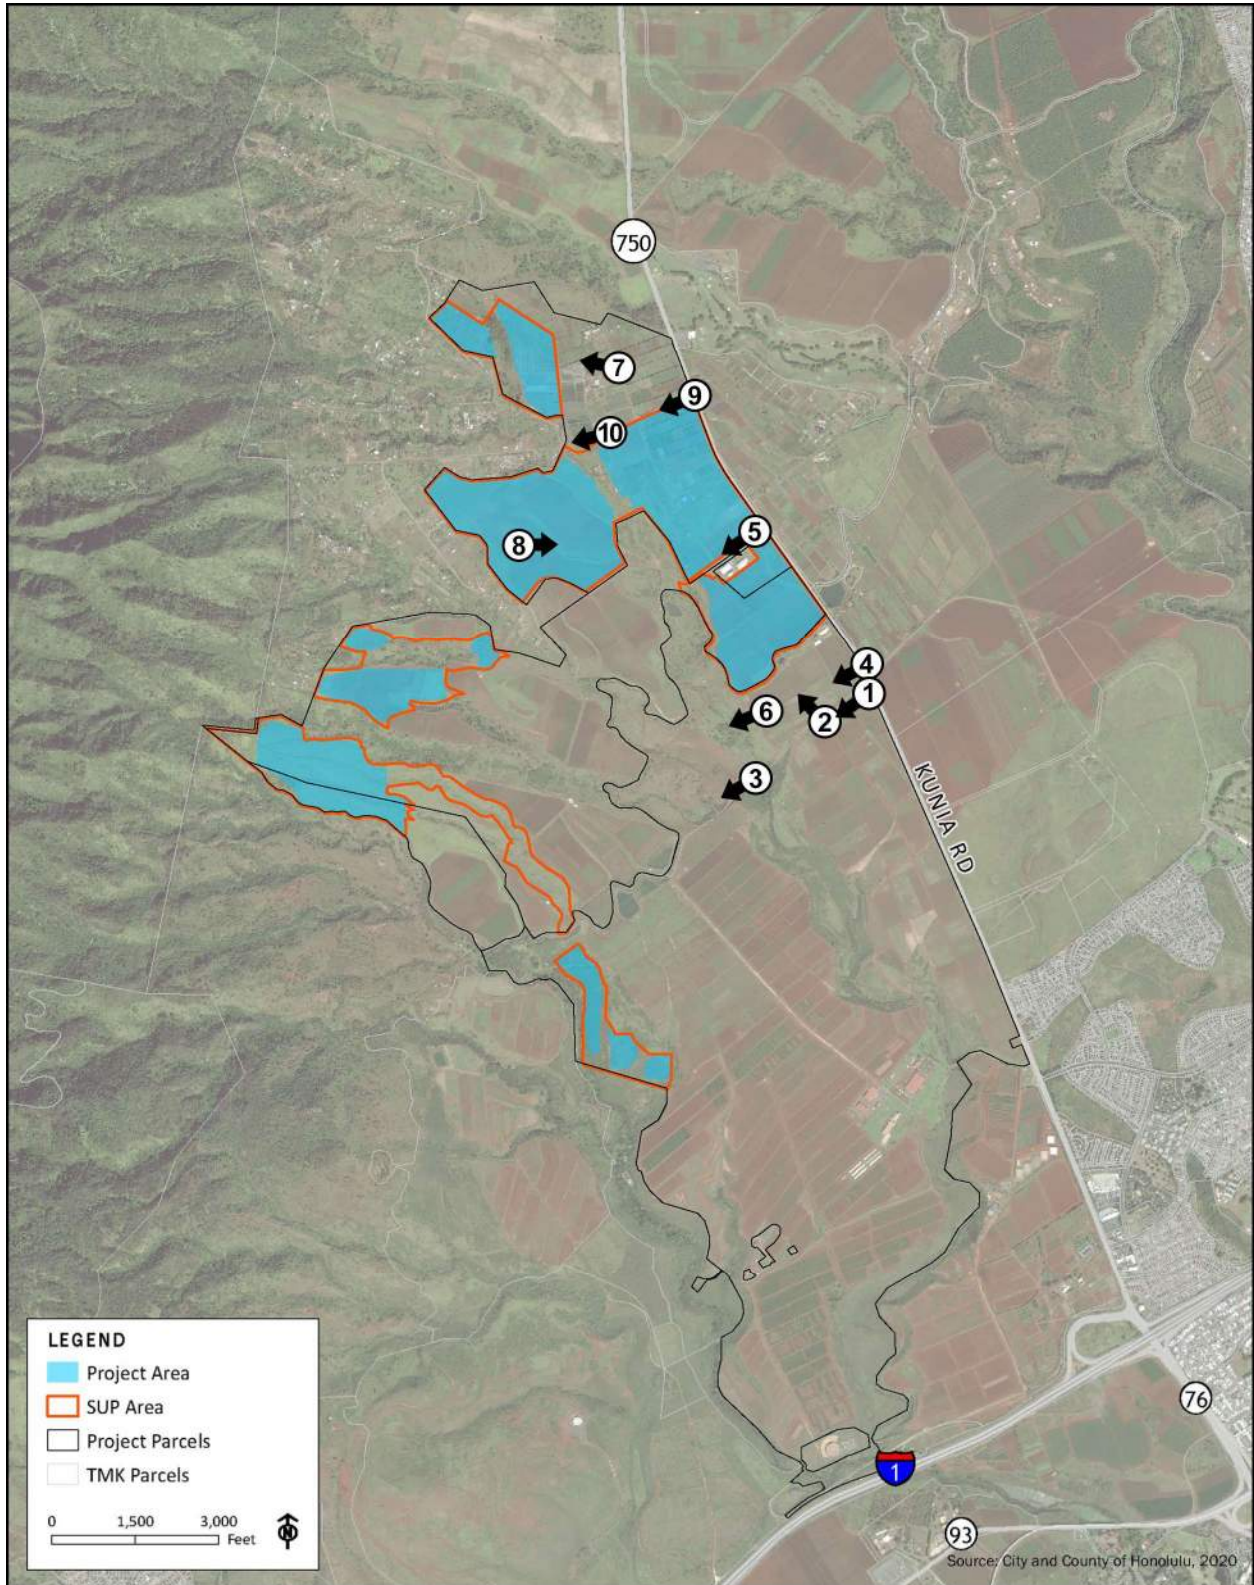 750
7
9
10
5
8
4
1
6
2
3
KUNIA RD
LEGEND
Project Area
SUP Area
Project Parcels
TMK Parcels
0 1,500 3,000
Feet
N
76
1
93
Source: City and County of Honolulu, 2020